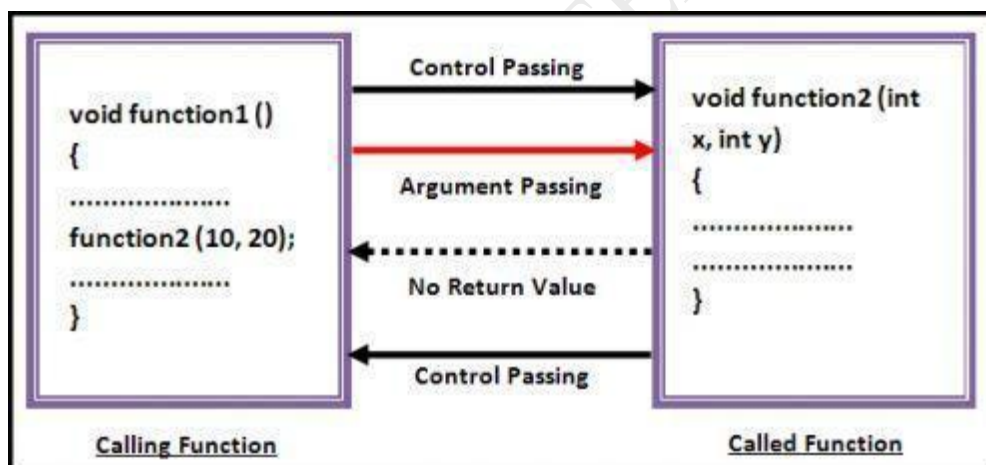 void function1 ()
{
....................
function2 (10, 20);
....................
}
Calling Function
Control Passing
Argument Passing
No Return Value
Control Passing
void function2 (int
x, int y)
{
....................
....................
}
Called Function